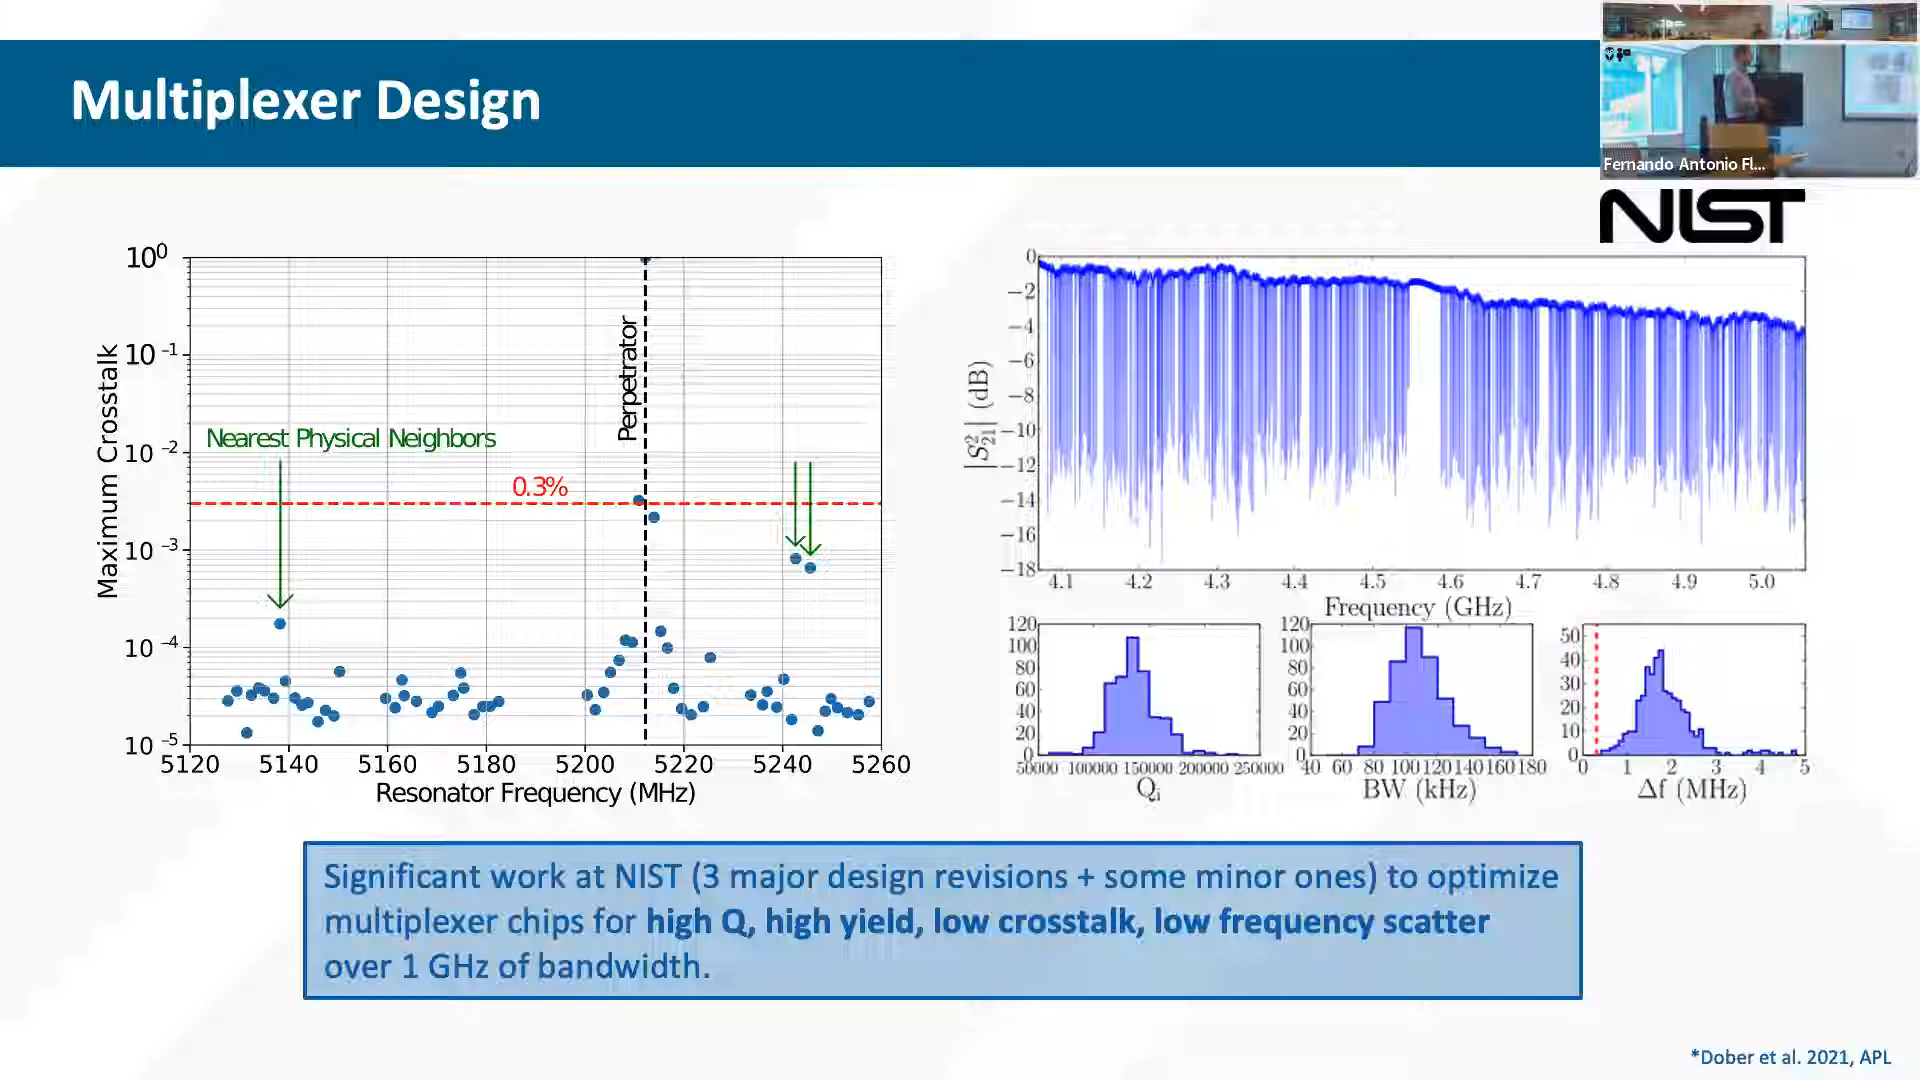 Multiplexer Design
Fernando Antonio Fl...
NIST
10^0
10^-1
10^-2
10^-3
10^-4
10^-5
Maximum Crosstalk
Nearest Physical Neighbors
0.3%
Perpetrator
5120 5140 5160 5180 5200 5220 5240 5260
Resonator Frequency (MHz)
0
−2
−4
−6
−8
−10
−12
−14
−16
−18
|S²₂₁| (dB)
4.1 4.2 4.3 4.4 4.5 4.6 4.7 4.8 4.9 5.0
Frequency (GHz)
120
100
80
60
40
20
0
50000 100000 150000 200000 250000
Qᵢ
120
100
80
60
40
20
0
40 60 80 100 120 140 160 180
BW (kHz)
50
40
30
20
10
0
0 1 2 3 4 5
Δf (MHz)
Significant work at NIST (3 major design revisions + some minor ones) to optimize
multiplexer chips for high Q, high yield, low crosstalk, low frequency scatter
over 1 GHz of bandwidth.
*Dober et al. 2021, APL